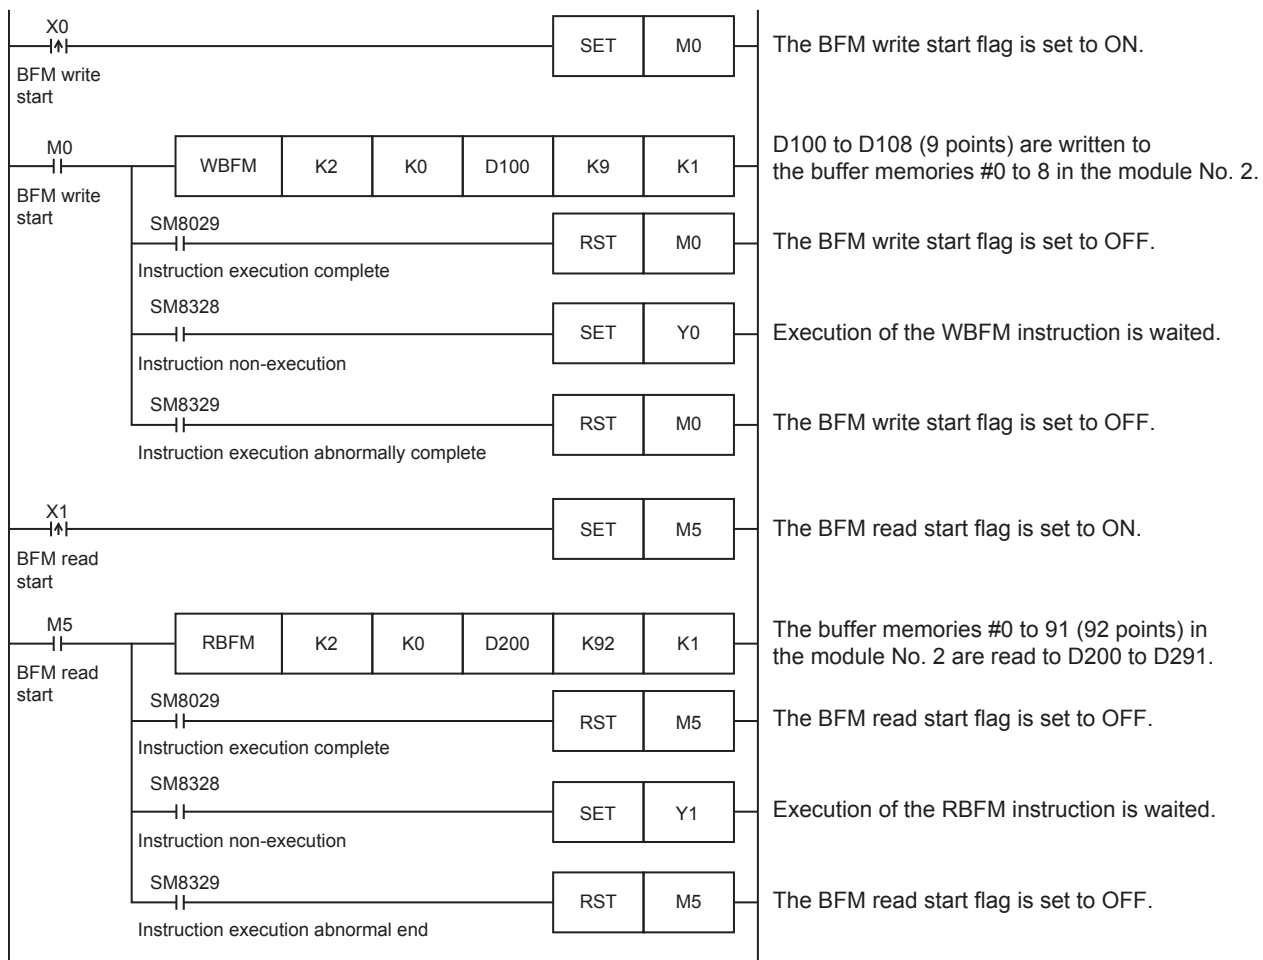 X0
SET M0 The BFM write start flag is set to ON.
BFM write
start
M0
WBFM K2 K0 D100 K9 K1 D100 to D108 (9 points) are written to
the buffer memories #0 to 8 in the module No. 2.
BFM write
start
SM8029
RST M0 The BFM write start flag is set to OFF.
Instruction execution complete
SM8328
SET Y0 Execution of the WBFM instruction is waited.
Instruction non-execution
SM8329
RST M0 The BFM write start flag is set to OFF.
Instruction execution abnormally complete
X1
SET M5 The BFM read start flag is set to ON.
BFM read
start
M5
RBFM K2 K0 D200 K92 K1 The buffer memories #0 to 91 (92 points) in
the module No. 2 are read to D200 to D291.
BFM read
start
SM8029
RST M5 The BFM read start flag is set to OFF.
Instruction execution complete
SM8328
SET Y1 Execution of the RBFM instruction is waited.
Instruction non-execution
SM8329
RST M5 The BFM read start flag is set to OFF.
Instruction execution abnormal end